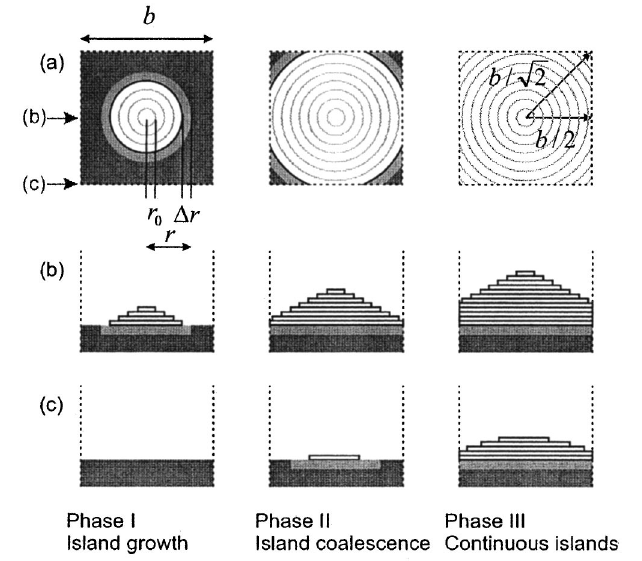 b
(a)
(b)
(c)
r₀ Δr
r
b/√2
b/2
(b)
(c)
Phase I
Island growth
Phase II
Island coalescence
Phase III
Continuous islands